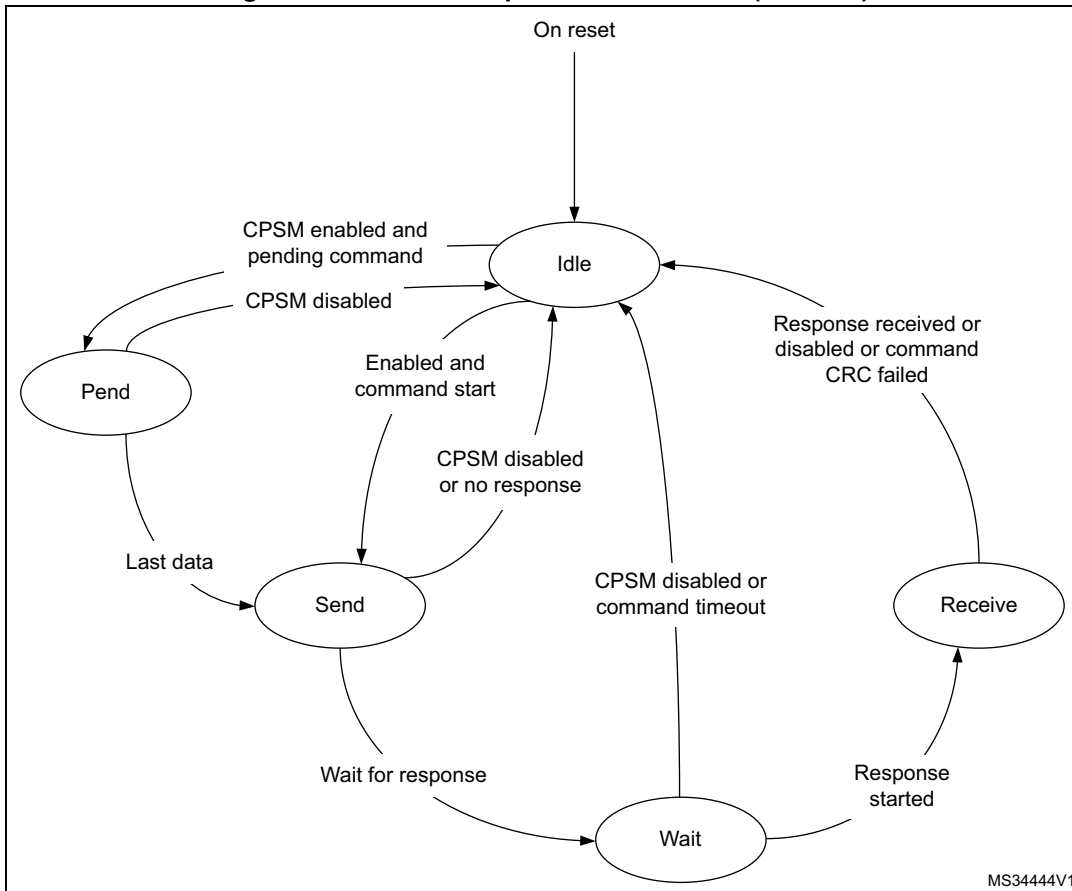 On reset
CPSM enabled and
pending command
Idle
CPSM disabled
Response received or
disabled or command
CRC failed
Enabled and
command start
Pend
CPSM disabled
or no response
Last data
CPSM disabled or
command timeout
Send
Receive
Wait for response
Response
started
Wait
MS34444V1